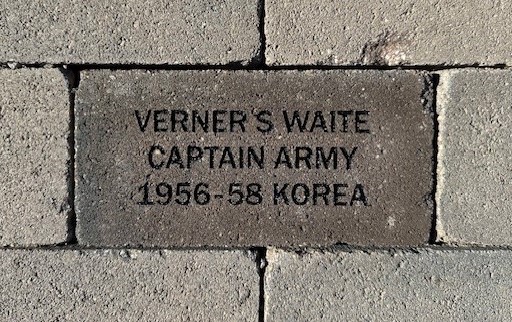 VERNER'S WAITE
CAPTAIN ARMY
1956-58 KOREA